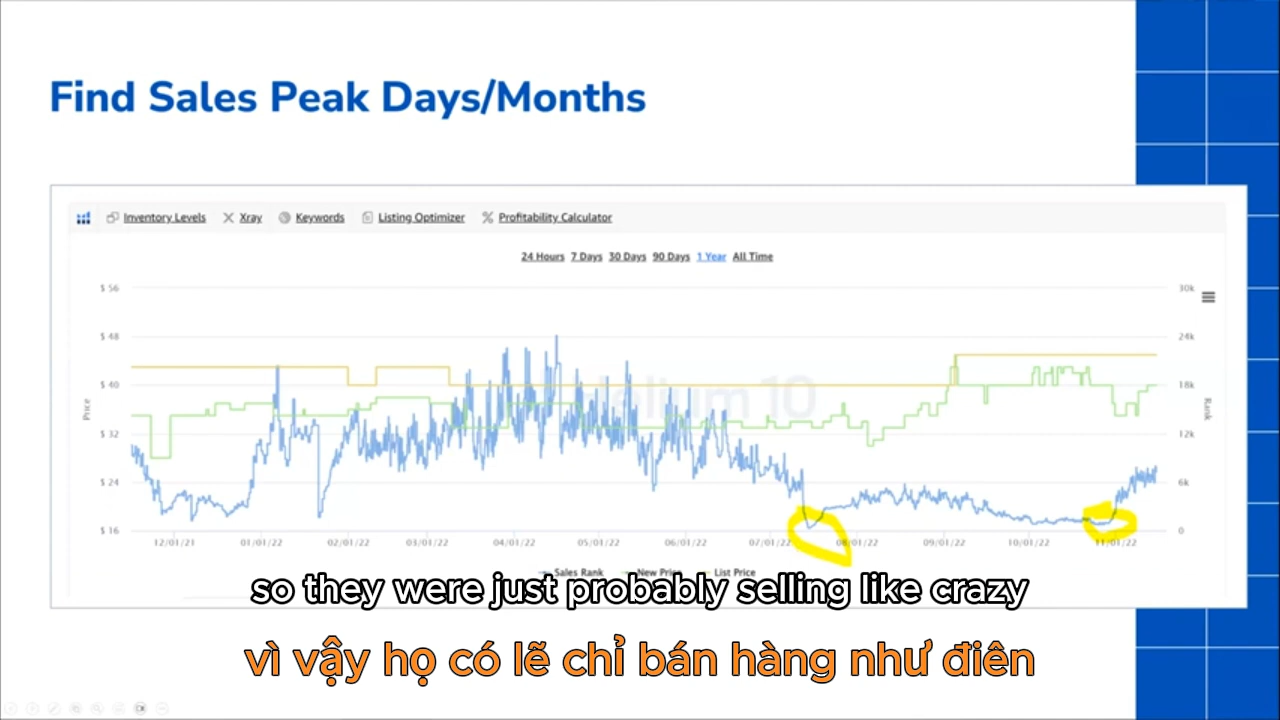 Find Sales Peak Days/Months
Inventory Levels Xray Keywords Listing Optimizer Profitability Calculator
24 Hours 7 Days 30 Days 90 Days 1 Year All Time
$ 56 30k
$ 48 24k
$ 40 18k
$ 32 12k
$ 24 6k
$ 16 0
Price
Rank
12/01/21 01/01/22 02/01/22 03/01/22 04/01/22 05/01/22 06/01/22 07/01/22 08/01/22 09/01/22 10/01/22 11/01/22
Sales Rank New Price List Price
so they were just probably selling like crazy
vì vậy họ có lẽ chỉ bán hàng như điên